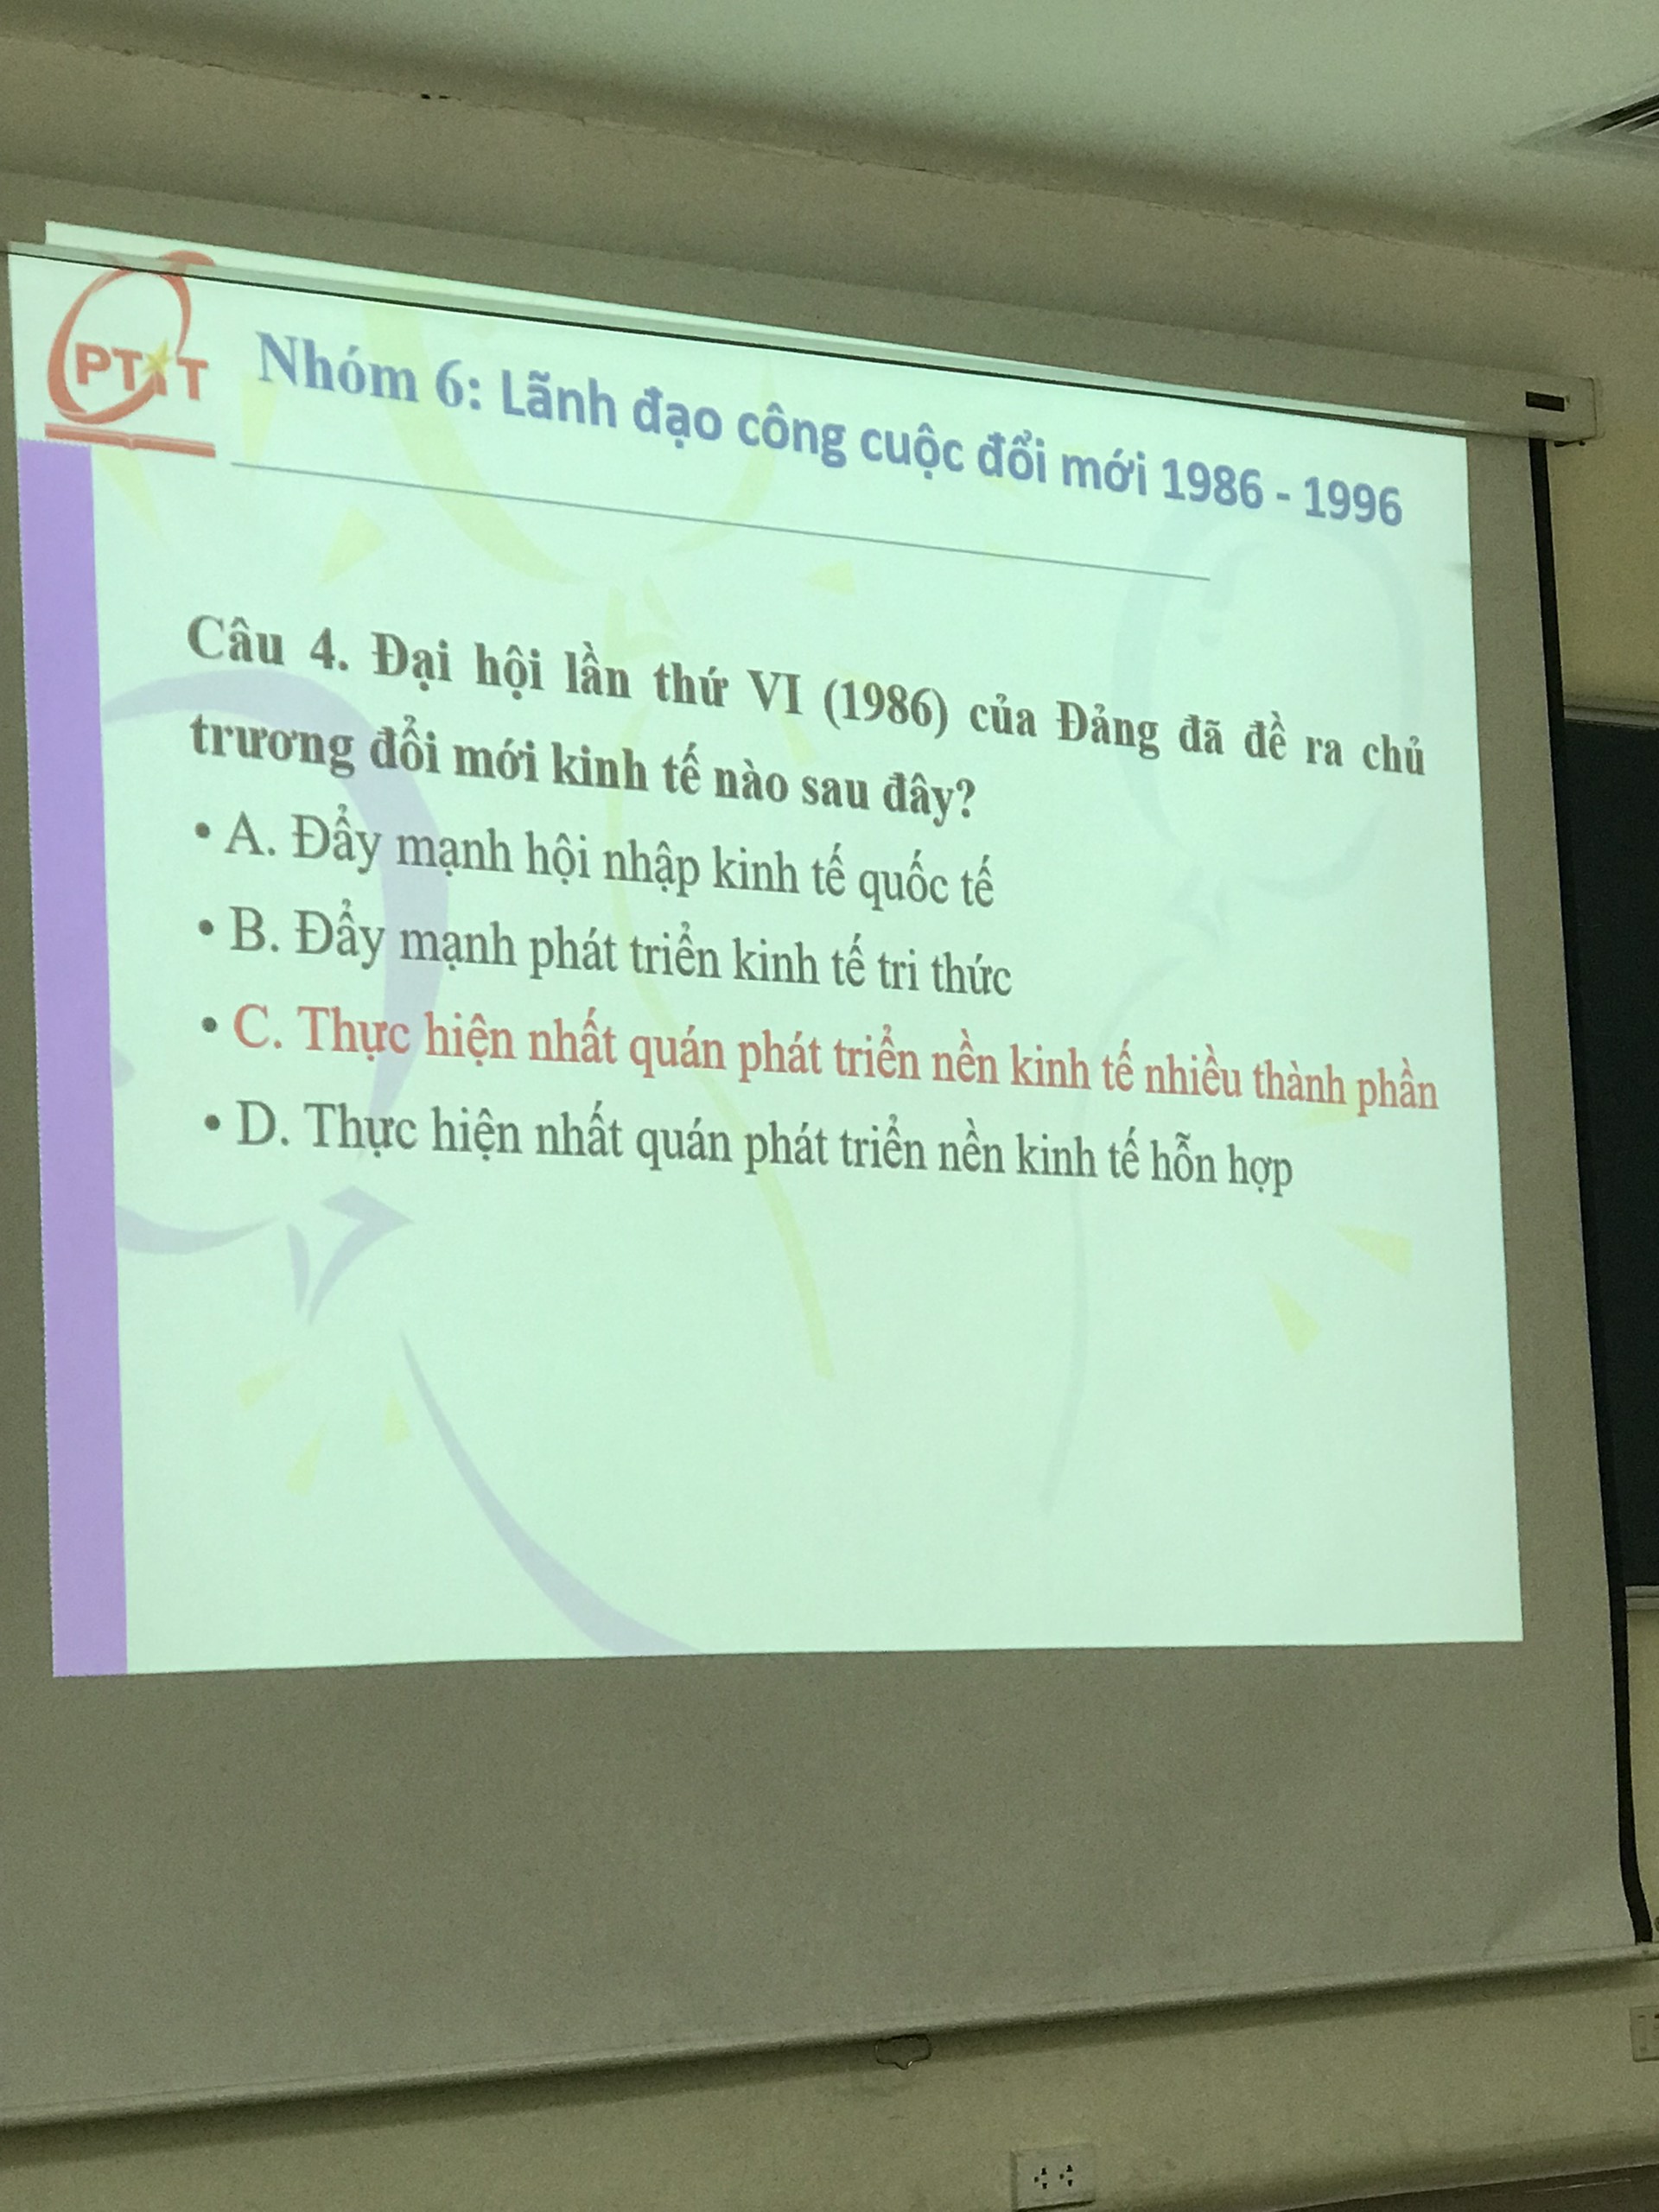 PTiT
Nhóm 6: Lãnh đạo công cuộc đổi mới 1986 - 1996
Câu 4. Đại hội lần thứ VI (1986) của Đảng đã đề ra chủ
trương đổi mới kinh tế nào sau đây?
• A. Đẩy mạnh hội nhập kinh tế quốc tế
• B. Đẩy mạnh phát triển kinh tế tri thức
• C. Thực hiện nhất quán phát triển nền kinh tế nhiều thành phần
• D. Thực hiện nhất quán phát triển nền kinh tế hỗn hợp